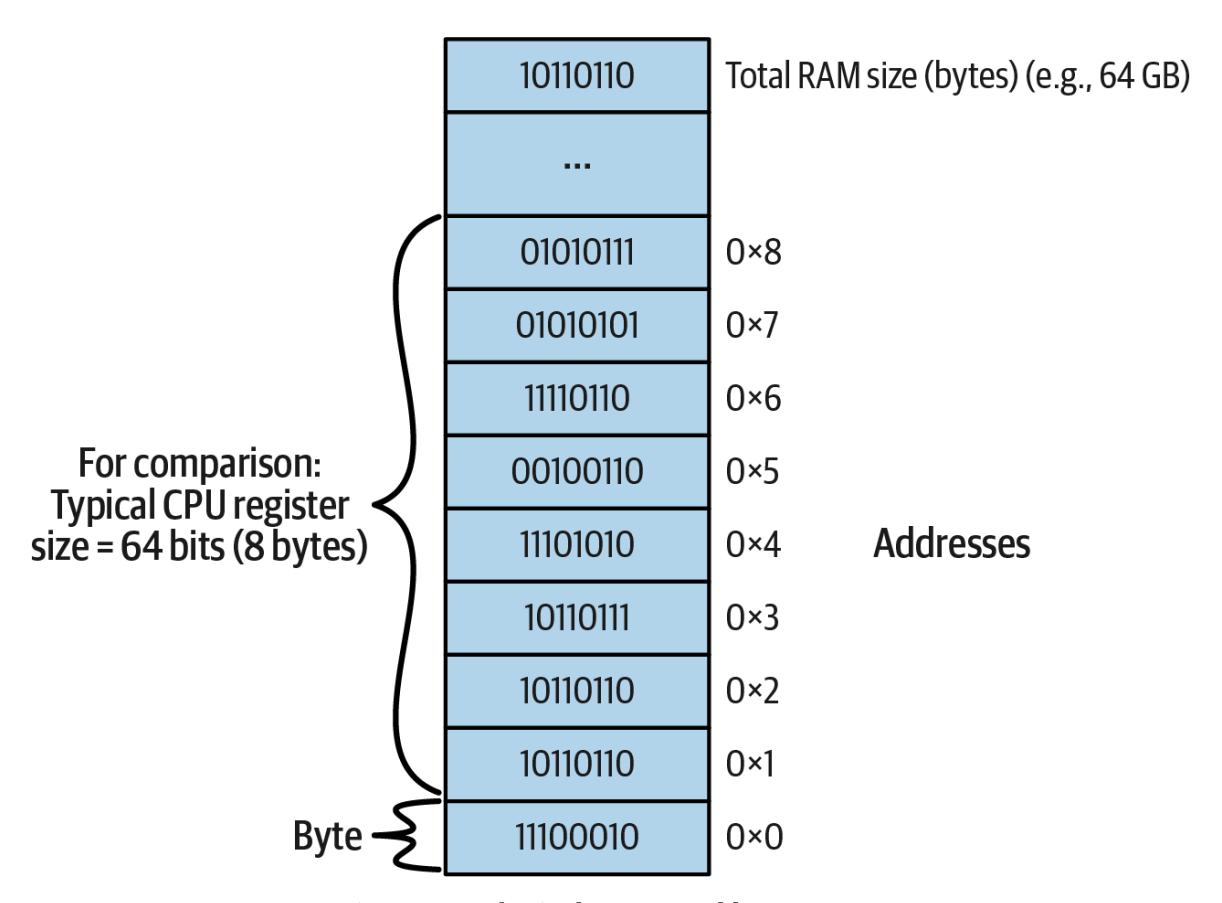 10110110 Total RAM size (bytes) (e.g., 64 GB)
...
01010111 0×8
01010101 0×7
11110110 0×6
00100110 0×5
For comparison:
Typical CPU register
size = 64 bits (8 bytes)
11101010 0×4 Addresses
10110111 0×3
10110110 0×2
10110110 0×1
Byte 11100010 0×0